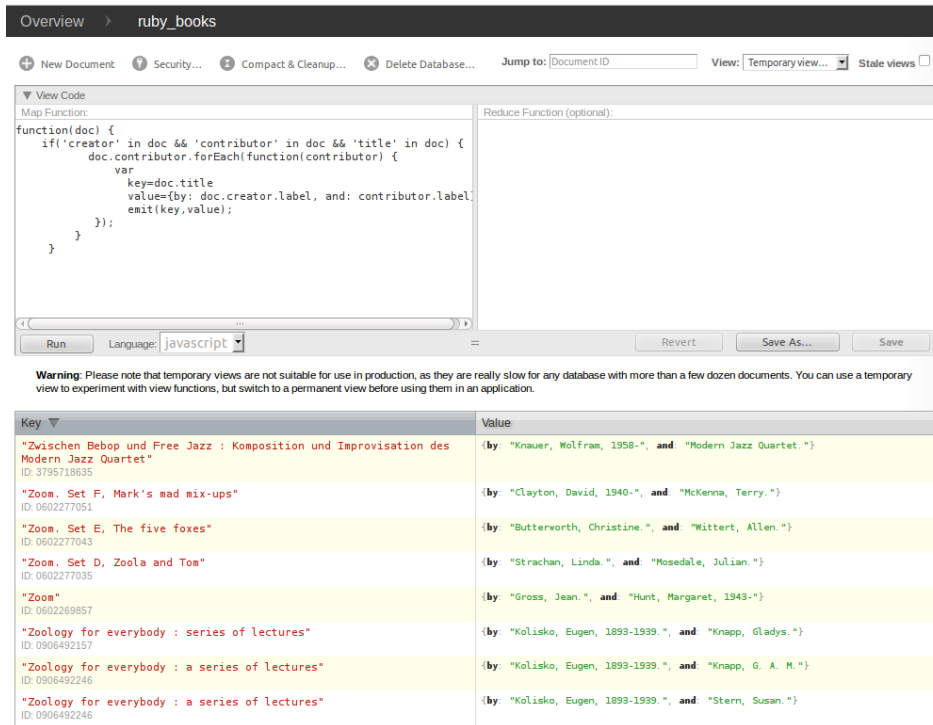 Overview > ruby_books
New Document Security... Compact & Cleanup... Delete Database... Jump to: Document ID View: Temporary view... Stale views
▼ View Code
Map Function: Reduce Function (optional):
function(doc) {
if('creator' in doc && 'contributor' in doc && 'title' in doc) {
doc.contributor.forEach(function(contributor) {
var
key=doc.title
value={by: doc.creator.label, and: contributor.label}
emit(key,value);
});
}
}
Run Language: javascript = Revert Save As... Save
Warning: Please note that temporary views are not suitable for use in production, as they are really slow for any database with more than a few dozen documents. You can use a temporary
view to experiment with view functions, but switch to a permanent view before using them in an application.
Key ▼ Value
"Zwischen Bebop und Free Jazz : Komposition und Improvisation des {by: "Knauer, Wolfram, 1958-", and: "Modern Jazz Quartet."}
Modern Jazz Quartet"
ID: 3795718635
"Zoom. Set F, Mark's mad mix-ups" {by: "Clayton, David, 1940-", and: "McKenna, Terry."}
ID: 0602277051
"Zoom. Set E, The five foxes" {by: "Butterworth, Christine.", and: "Wittert, Allen."}
ID: 0602277043
"Zoom. Set D, Zoola and Tom" {by: "Strachan, Linda.", and: "Mosedale, Julian."}
ID: 0602277035
"Zoom" {by: "Gross, Jean.", and: "Hunt, Margaret, 1943-"}
ID: 0602269857
"Zoology for everybody : series of lectures" {by: "Kolisko, Eugen, 1893-1939.", and: "Knapp, Gladys."}
ID: 0906492157
"Zoology for everybody : a series of lectures" {by: "Kolisko, Eugen, 1893-1939.", and: "Knapp, G. A. M."}
ID: 0906492246
"Zoology for everybody : a series of lectures" {by: "Kolisko, Eugen, 1893-1939.", and: "Stern, Susan."}
ID: 0906492246